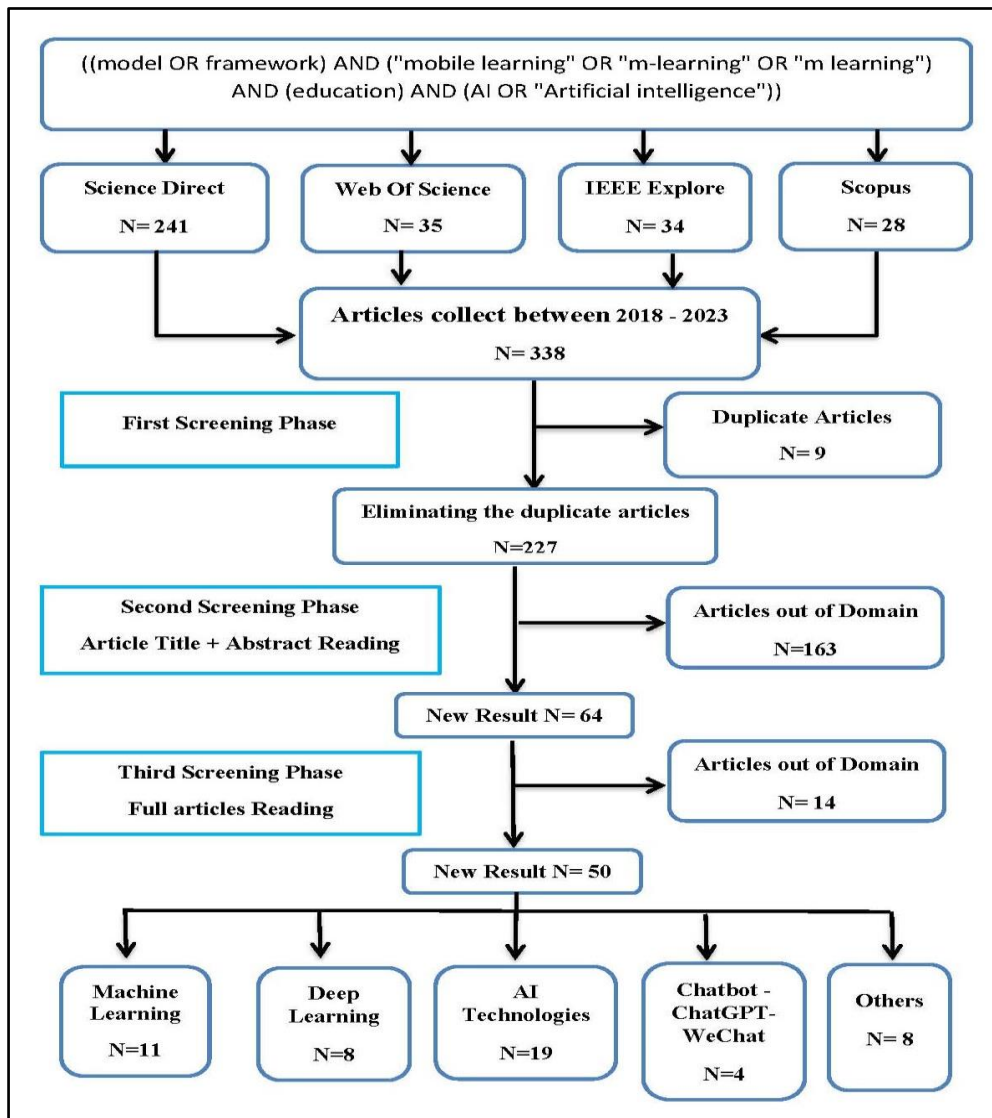 ((model OR framework) AND ("mobile learning" OR "m-learning" OR "m learning")
AND (education) AND (AI OR "Artificial intelligence"))
Science Direct
N= 241
Web Of Science
N= 35
IEEE Explore
N= 34
Scopus
N= 28
Articles collect between 2018 - 2023
N= 338
First Screening Phase
Duplicate Articles
N= 9
Eliminating the duplicate articles
N=227
Second Screening Phase
Article Title + Abstract Reading
Articles out of Domain
N=163
New Result N= 64
Third Screening Phase
Full articles Reading
Articles out of Domain
N= 14
New Result N= 50
Machine
Learning
N=11
Deep
Learning
N=8
AI
Technologies
N=19
Chatbot -
ChatGPT-
WeChat
N=4
Others
N= 8